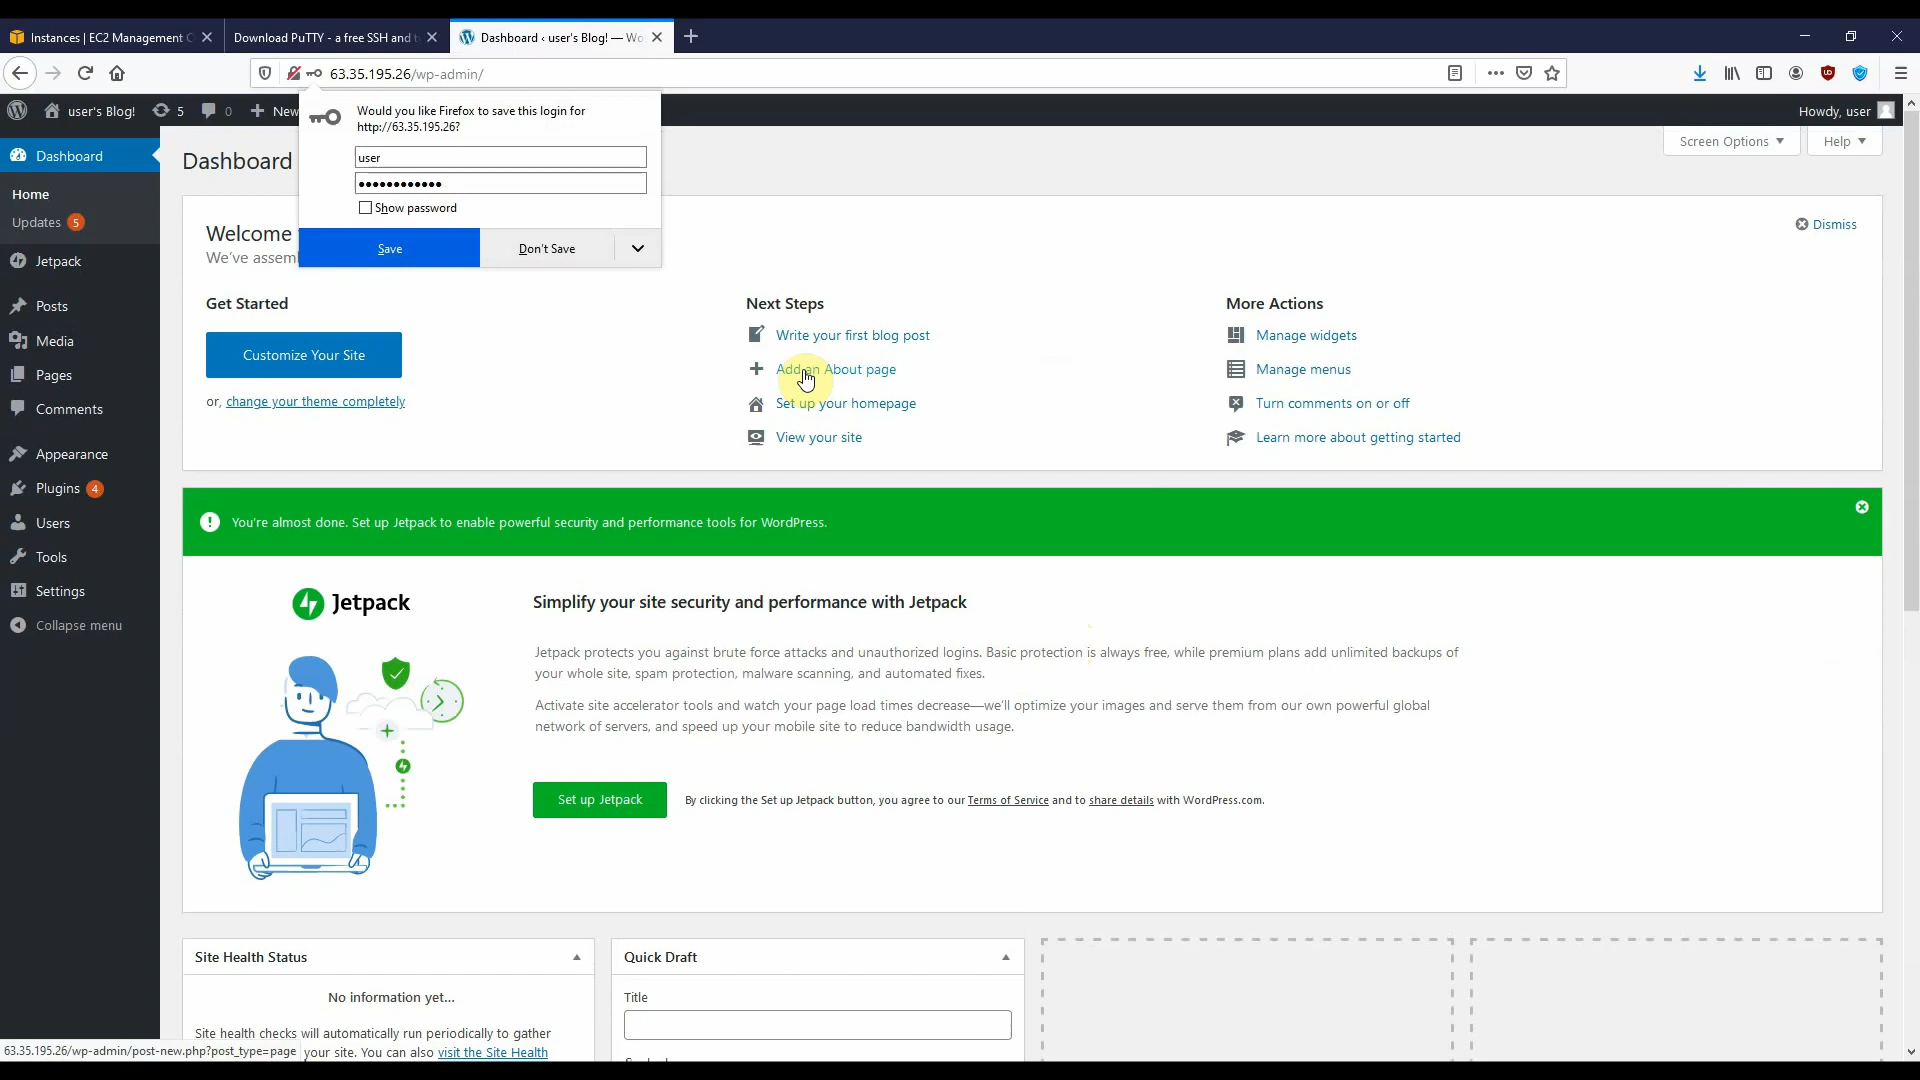 Instances | EC2 Management C
Download PuTTY - a free SSH and t
Dashboard ‹ user's Blog! — Wo
63.35.195.26/wp-admin/
user's Blog!
5
0
New
Howdy, user
Would you like Firefox to save this login for
http://63.35.195.26?
user
Show password
Save
Don't Save
Dashboard
Home
Updates 5
Jetpack
Posts
Media
Pages
Comments
Appearance
Plugins 4
Users
Tools
Settings
Collapse menu
Dashboard
Screen Options
Help
Welcome
We've assem
Dismiss
Get Started
Customize Your Site
or, change your theme completely
Next Steps
Write your first blog post
Add an About page
Set up your homepage
View your site
More Actions
Manage widgets
Manage menus
Turn comments on or off
Learn more about getting started
You're almost done. Set up Jetpack to enable powerful security and performance tools for WordPress.
Jetpack
Simplify your site security and performance with Jetpack
Jetpack protects you against brute force attacks and unauthorized logins. Basic protection is always free, while premium plans add unlimited backups of
your whole site, spam protection, malware scanning, and automated fixes.
Activate site accelerator tools and watch your page load times decrease—we'll optimize your images and serve them from our own powerful global
network of servers, and speed up your mobile site to reduce bandwidth usage.
Set up Jetpack
By clicking the Set up Jetpack button, you agree to our Terms of Service and to share details with WordPress.com.
Site Health Status
No information yet...
Site health checks will automatically run periodically to gather
your site. You can also visit the Site Health
Quick Draft
Title
63.35.195.26/wp-admin/post-new.php?post_type=page